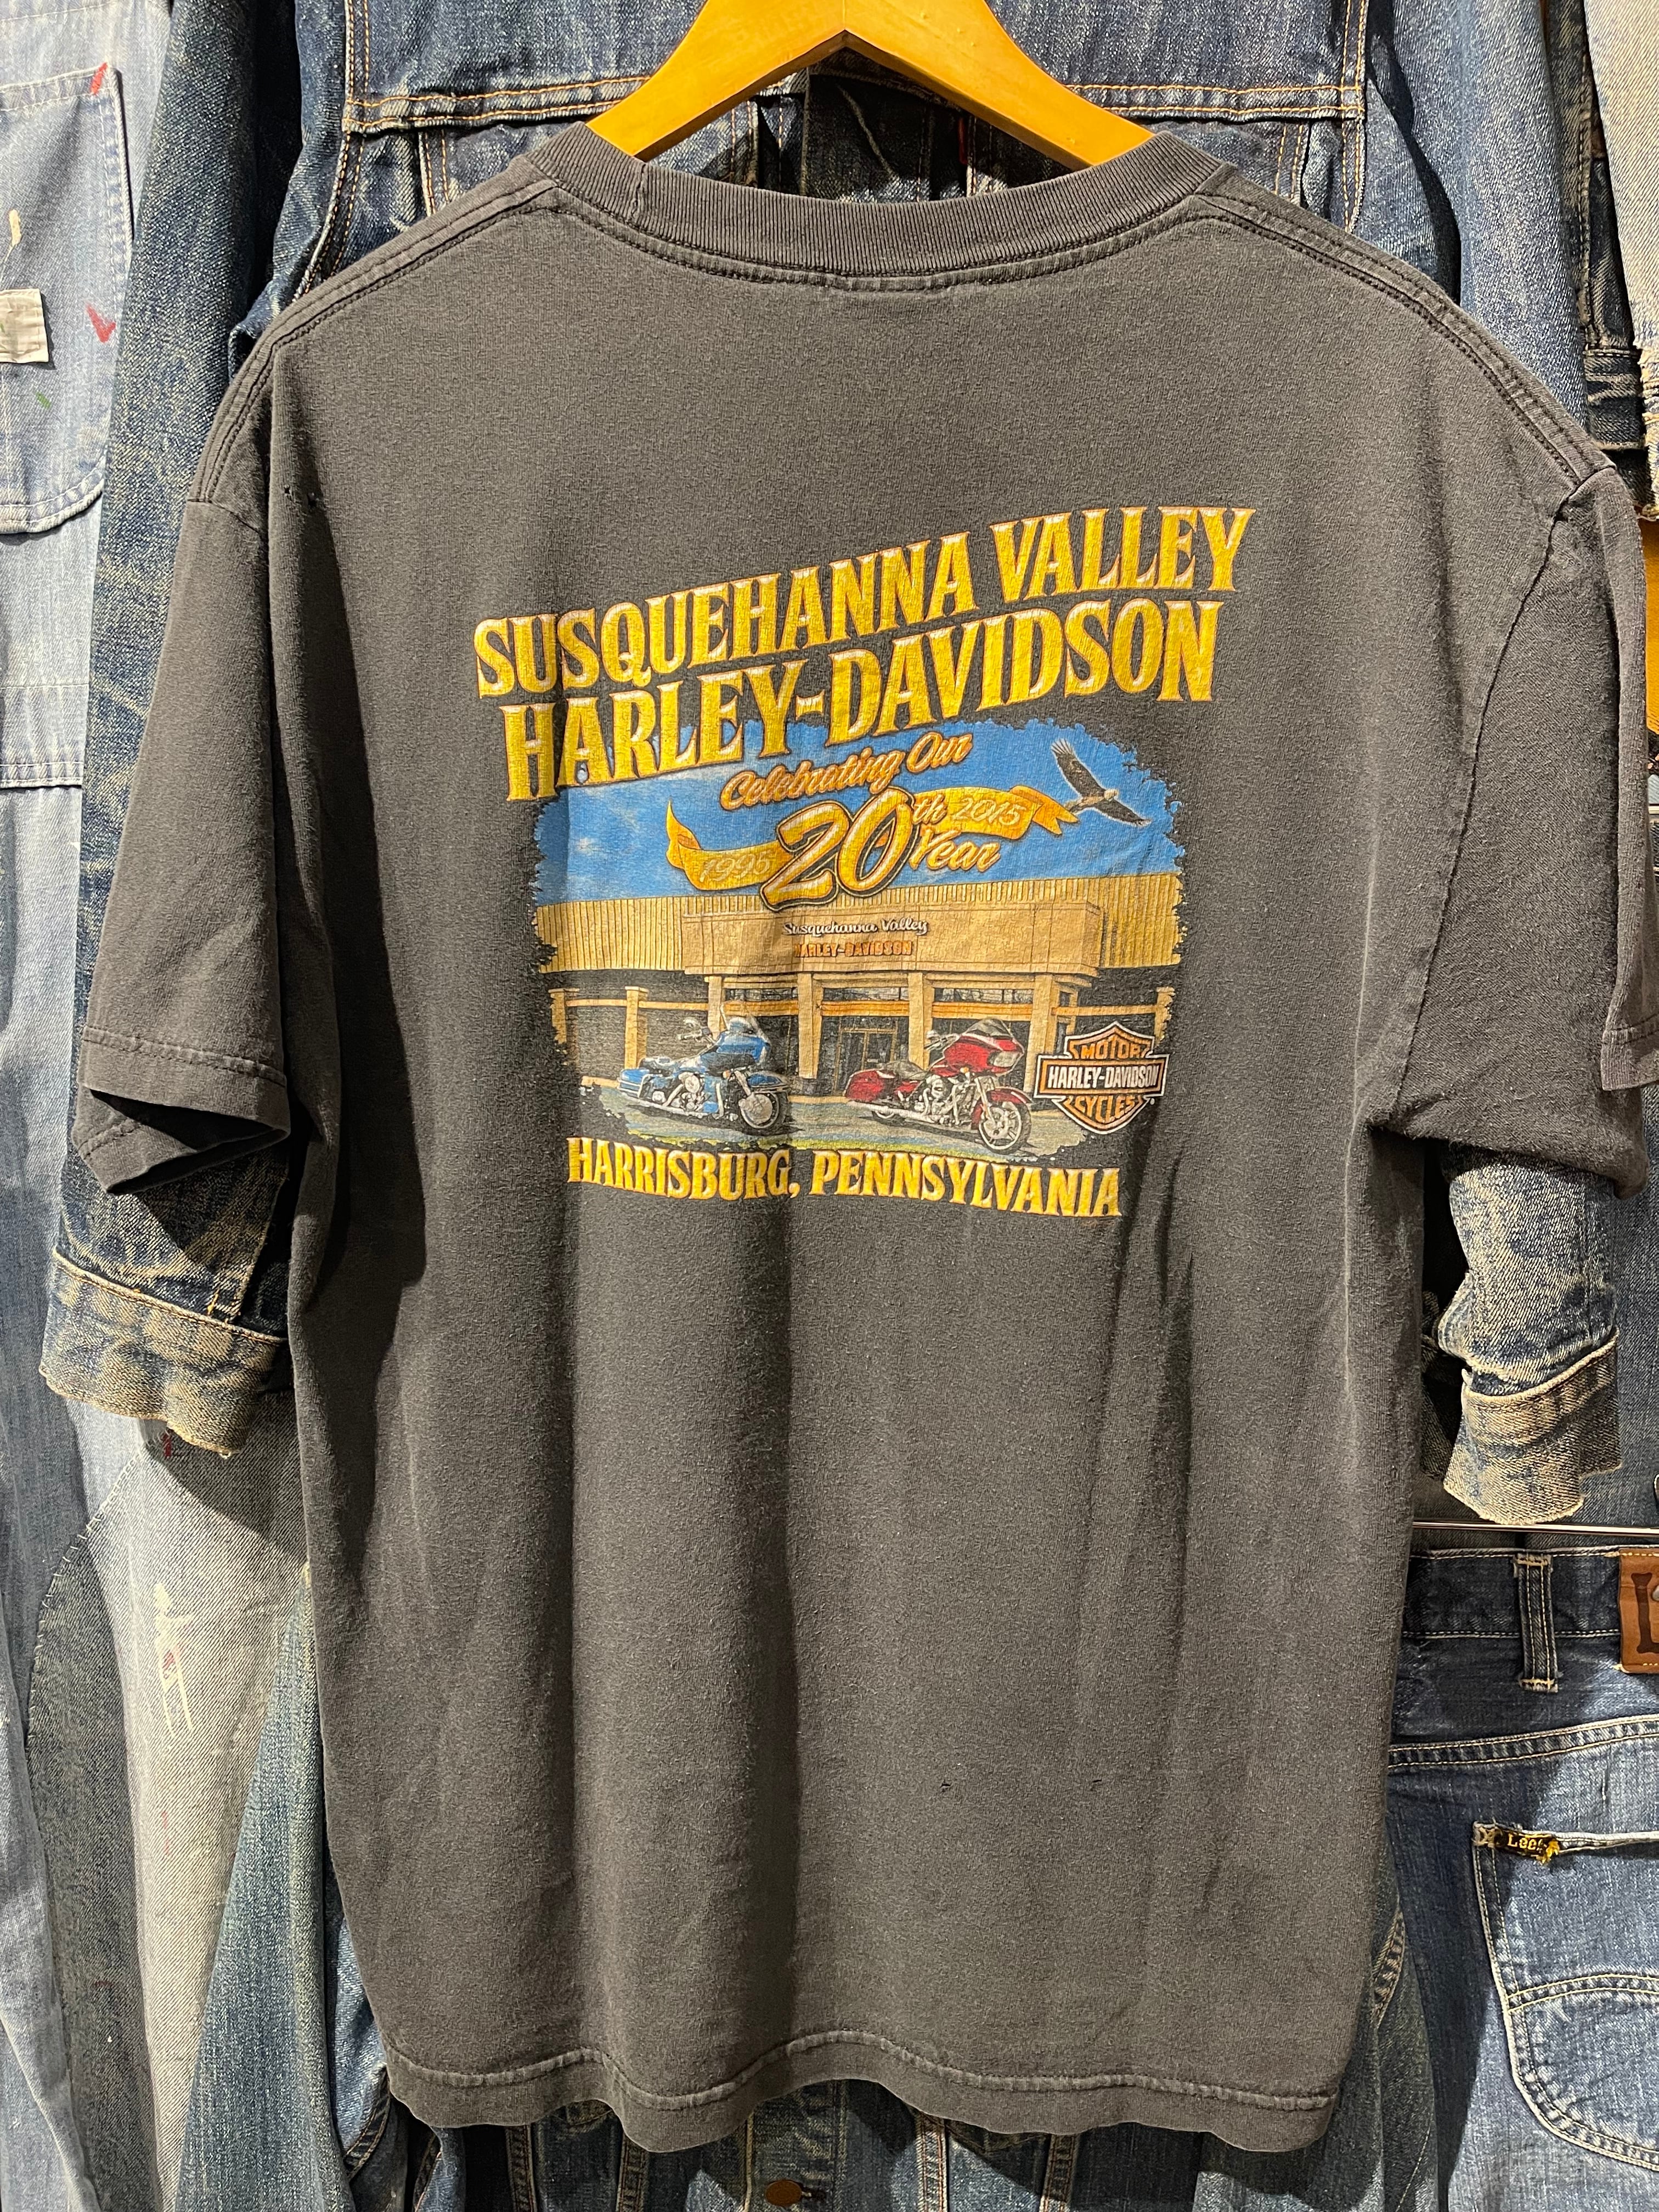 SUSQUEHANNA VALLEY
HARLEY-DAVIDSON
Celebrating Our
1995 20th 2015
Year
Susquehanna Valley
HARLEY-DAVIDSON
MOTOR
HARLEY-DAVIDSON
CYCLES
HARRISBURG, PENNSYLVANIA
Lee